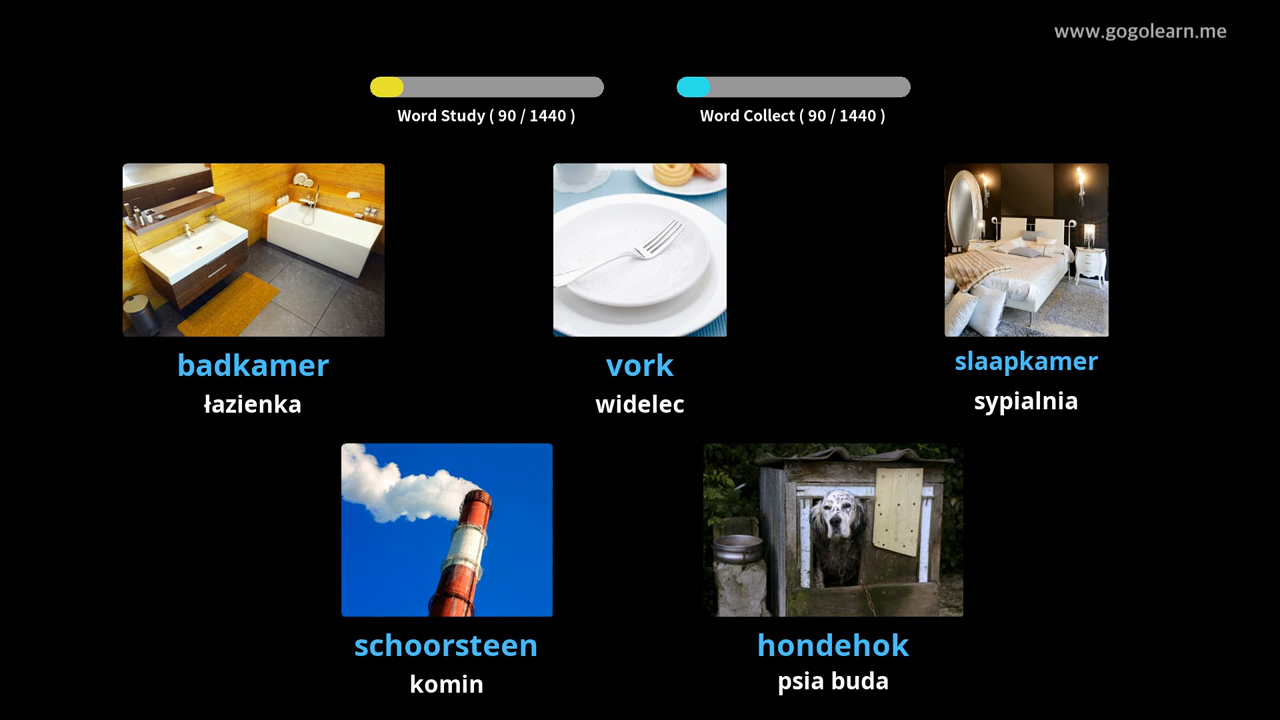 www.gogolearn.me
Word Study ( 90 / 1440 )
Word Collect ( 90 / 1440 )
badkamer
łazienka
vork
widelec
slaapkamer
sypialnia
schoorsteen
komin
hondehok
psia buda